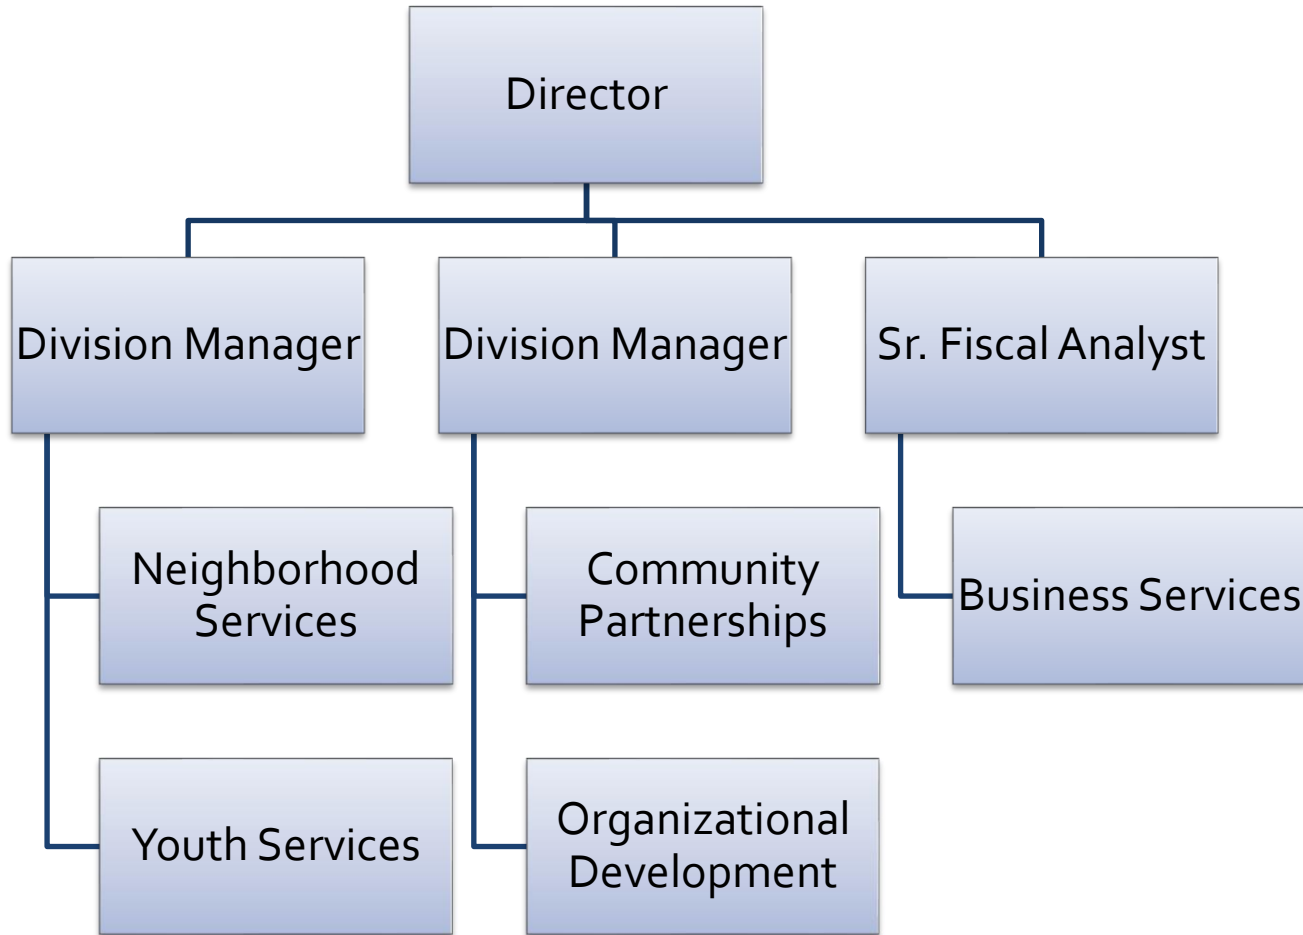 Director
Division Manager
Division Manager
Sr. Fiscal Analyst
Neighborhood
Services
Community
Partnerships
Business Services
Youth Services
Organizational
Development